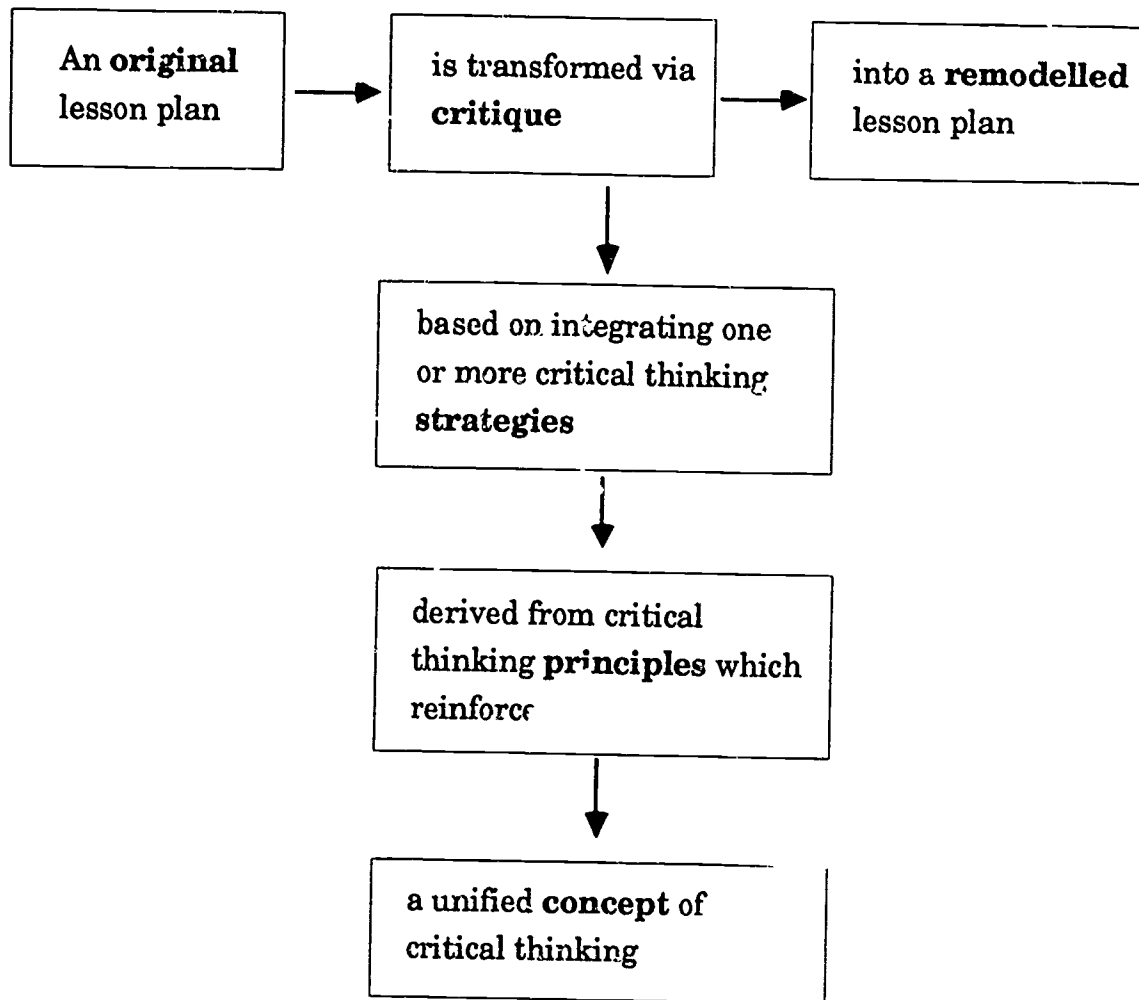 An original
lesson plan
is transformed via
critique
into a remodelled
lesson plan
based on integrating one
or more critical thinking
strategies
derived from critical
thinking principles which
reinforce
a unified concept of
critical thinking